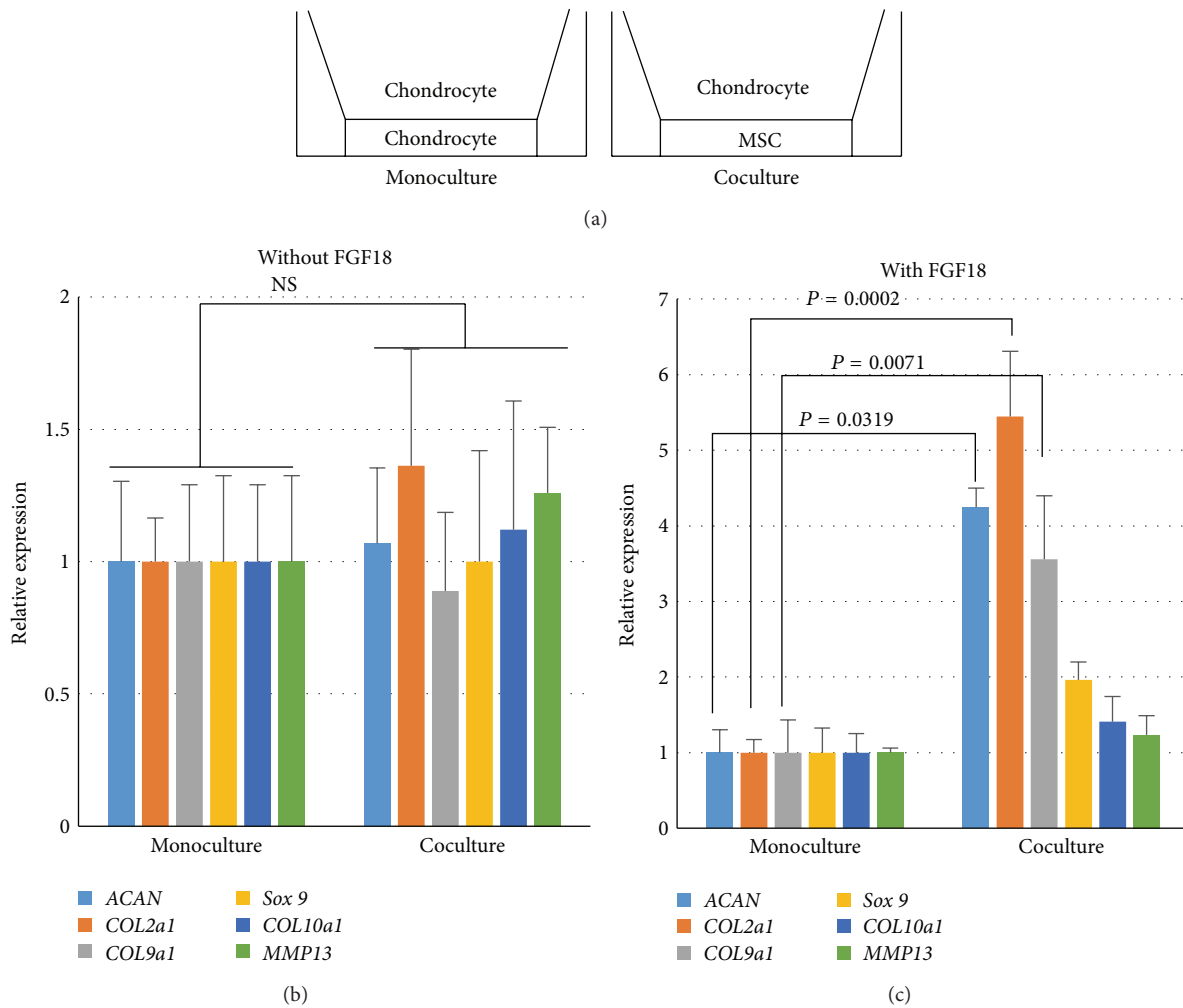 Chondrocyte
Chondrocyte
Monoculture
Chondrocyte
MSC
Coculture
(a)
Without FGF18
NS
2
1.5
1
0.5
0
Relative expression
Monoculture
Coculture
ACAN
COL2a1
COL9a1
Sox 9
COL10a1
MMP13
(b)
With FGF18
P = 0.0002
P = 0.0071
P = 0.0319
7
6
5
4
3
2
1
0
Relative expression
Monoculture
Coculture
ACAN
COL2a1
COL9a1
Sox 9
COL10a1
MMP13
(c)